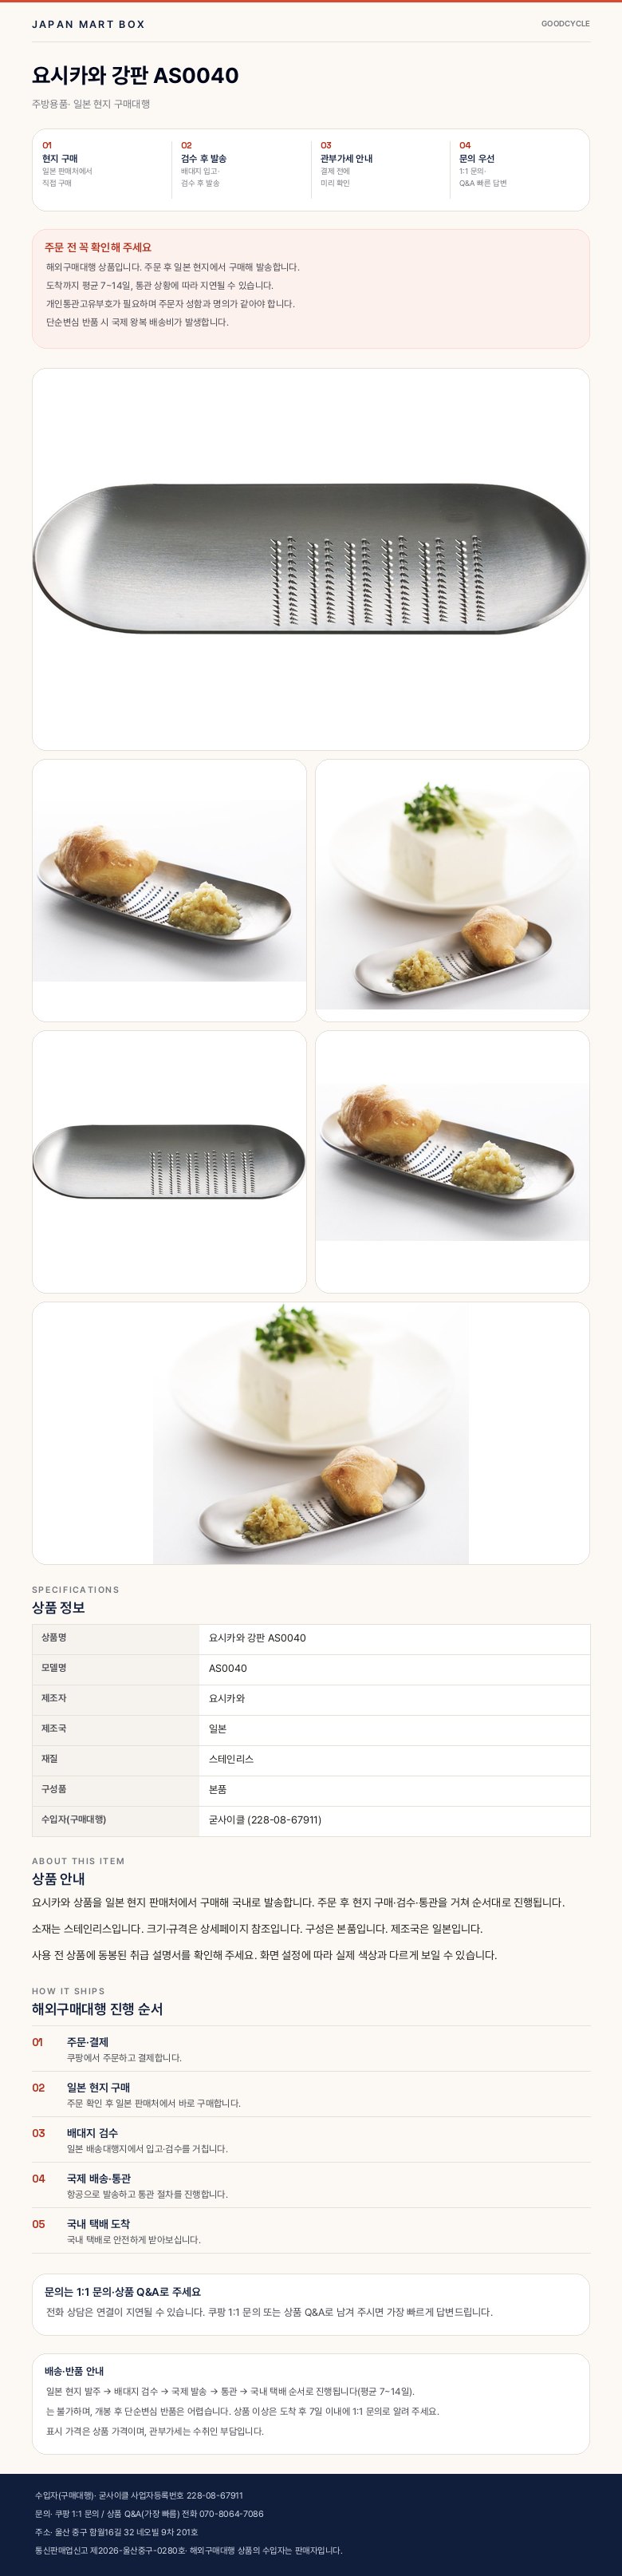 JAPAN MART BOX
GOODCYCLE
요시카와 강판 AS0040
주방용품· 일본 현지 구매대행
01
현지 구매
일본 판매처에서
직접 구매
02
검수 후 발송
배대지 입고·
검수 후 발송
03
관부가세 안내
결제 전에
미리 확인
04
문의 우선
1:1 문의·
Q&A 빠른 답변
주문 전 꼭 확인해 주세요
해외구매대행 상품입니다. 주문 후 일본 현지에서 구매해 발송합니다.
도착까지 평균 7~14일, 통관 상황에 따라 지연될 수 있습니다.
개인통관고유부호가 필요하며 주문자 성함과 명의가 같아야 합니다.
단순변심 반품 시 국제 왕복 배송비가 발생합니다.
SPECIFICATIONS
상품 정보
상품명 요시카와 강판 AS0040
모델명 AS0040
제조자 요시카와
제조국 일본
재질 스테인리스
구성품 본품
수입자(구매대행) 굳사이클 (228-08-67911)
ABOUT THIS ITEM
상품 안내
요시카와 상품을 일본 현지 판매처에서 구매해 국내로 발송합니다. 주문 후 현지 구매·검수·통관을 거쳐 순서대로 진행됩니다.
소재는 스테인리스입니다. 크기·규격은 상세페이지 참조입니다. 구성은 본품입니다. 제조국은 일본입니다.
사용 전 상품에 동봉된 취급 설명서를 확인해 주세요. 화면 설정에 따라 실제 색상과 다르게 보일 수 있습니다.
HOW IT SHIPS
해외구매대행 진행 순서
01 주문·결제
쿠팡에서 주문하고 결제합니다.
02 일본 현지 구매
주문 확인 후 일본 판매처에서 바로 구매합니다.
03 배대지 검수
일본 배송대행지에서 입고·검수를 거칩니다.
04 국제 배송·통관
항공으로 발송하고 통관 절차를 진행합니다.
05 국내 택배 도착
국내 택배로 안전하게 받아보십니다.
문의는 1:1 문의·상품 Q&A로 주세요
전화 상담은 연결이 지연될 수 있습니다. 쿠팡 1:1 문의 또는 상품 Q&A로 남겨 주시면 가장 빠르게 답변드립니다.
배송·반품 안내
일본 현지 발주 → 배대지 검수 → 국제 발송 → 통관 → 국내 택배 순서로 진행됩니다(평균 7~14일).
는 불가하며, 개봉 후 단순변심 반품은 어렵습니다. 상품 이상은 도착 후 7일 이내에 1:1 문의로 알려 주세요.
표시 가격은 상품 가격이며, 관부가세는 수취인 부담입니다.
수입자(구매대행)· 굳사이클 사업자등록번호 228-08-67911
문의· 쿠팡 1:1 문의 / 상품 Q&A(가장 빠름) 전화 070-8064-7086
주소· 울산 중구 함월16길 32 네오빌 9차 201호
통신판매업신고 제2026-울산중구-0280호· 해외구매대행 상품의 수입자는 판매자입니다.